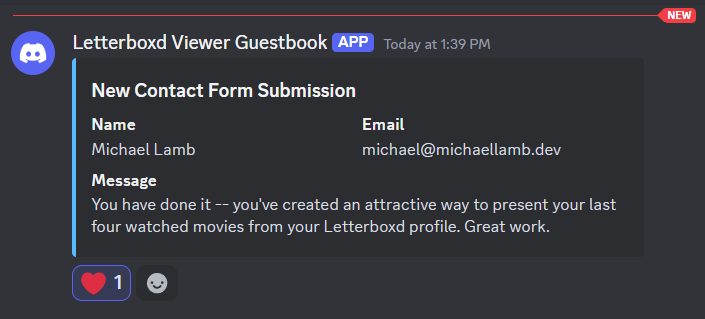 NEW
Letterboxd Viewer Guestbook APP Today at 1:39 PM
New Contact Form Submission
Name Email
Michael Lamb michael@michaellamb.dev
Message
You have done it -- you've created an attractive way to present your last
four watched movies from your Letterboxd profile. Great work.
1